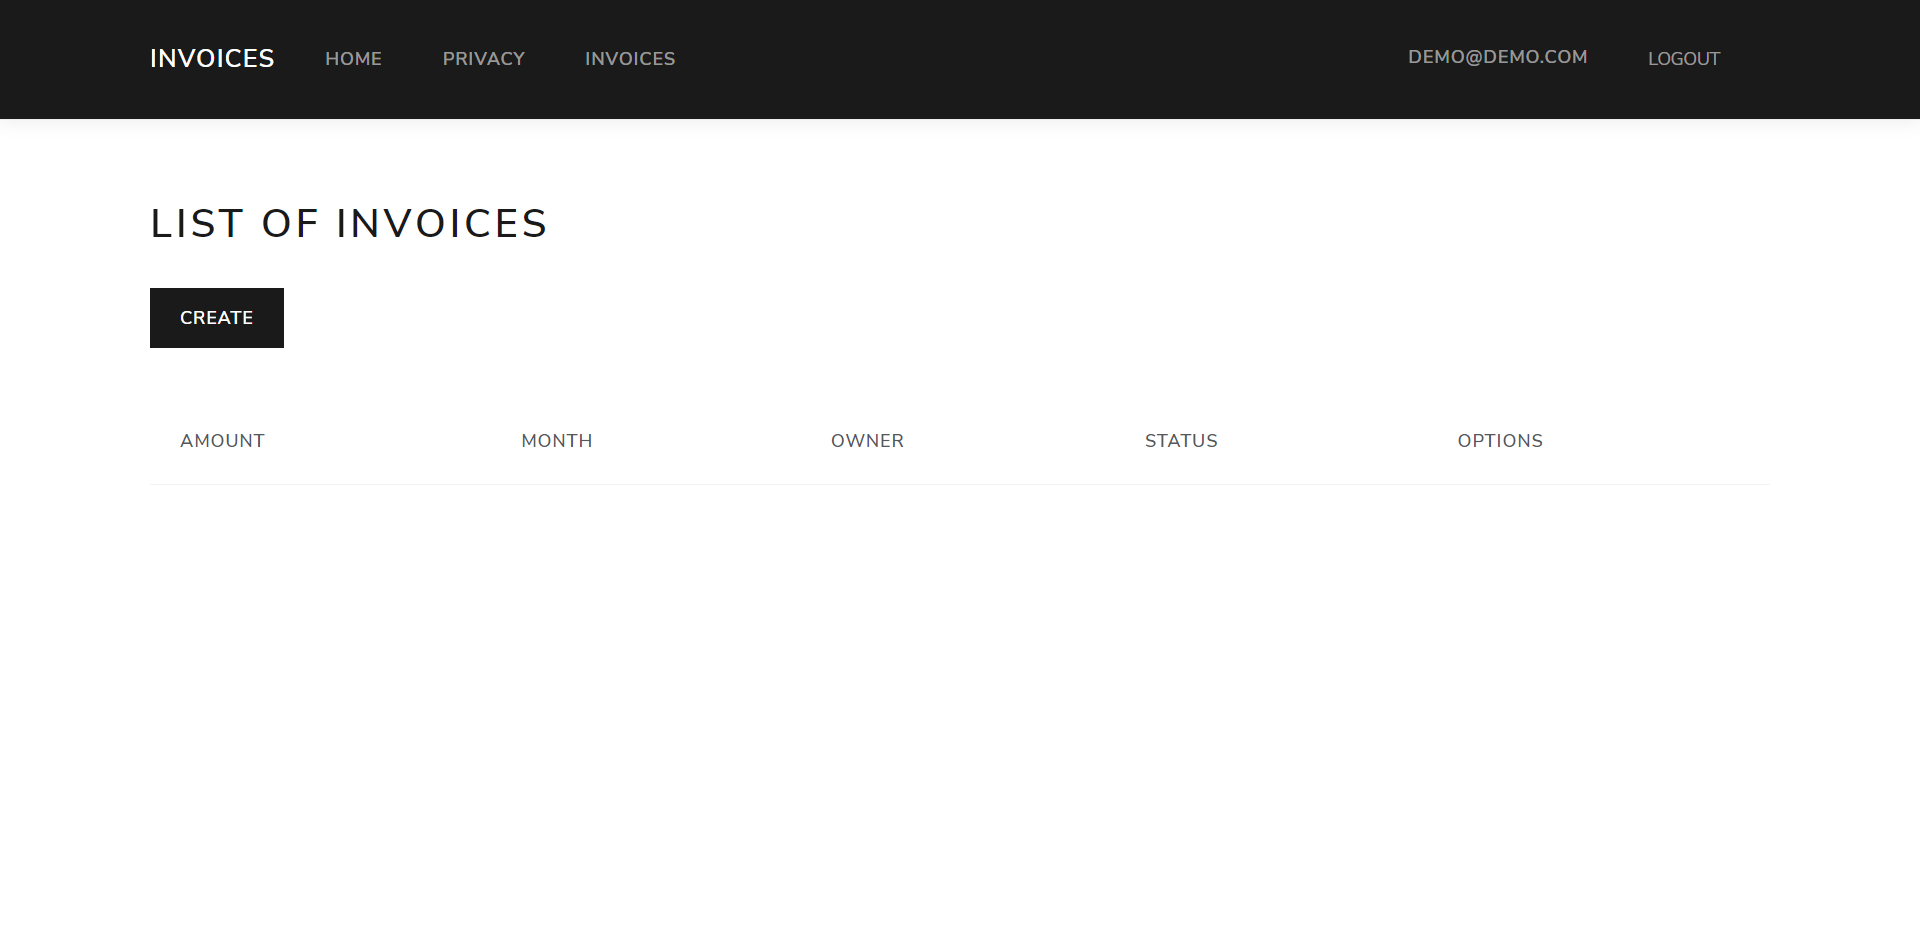 INVOICES HOME PRIVACY INVOICES DEMO@DEMO.COM LOGOUT
LIST OF INVOICES
CREATE
AMOUNT MONTH OWNER STATUS OPTIONS